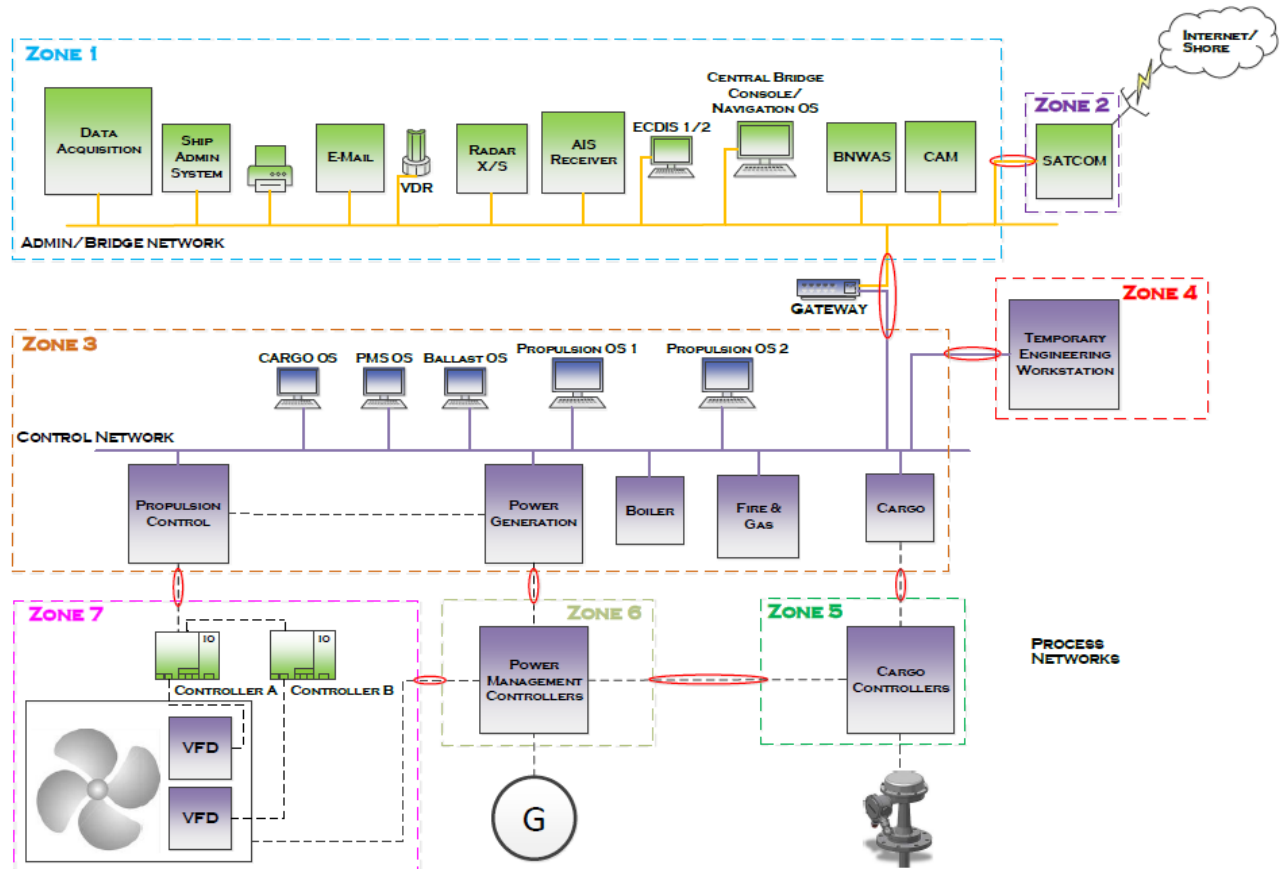 Internet/
Shore
Zone 1
Zone 2
Data
Acquisition
Ship
Admin
System
E-Mail
VDR
Radar
X/S
AIS
Receiver
ECDIS 1/2
Central Bridge
Console/
Navigation OS
BNWAS
CAM
SATCOM
Admin/Bridge network
Gateway
Zone 4
Temporary
Engineering
Workstation
Zone 3
Cargo OS
PMS OS
Ballast OS
Propulsion OS 1
Propulsion OS 2
Control Network
Propulsion
Control
Power
Generation
Boiler
Fire &
Gas
Cargo
Zone 7
Zone 6
Zone 5
IO
IO
Controller A
Controller B
Power
Management
Controllers
Cargo
Controllers
Process
Networks
VFD
VFD
G